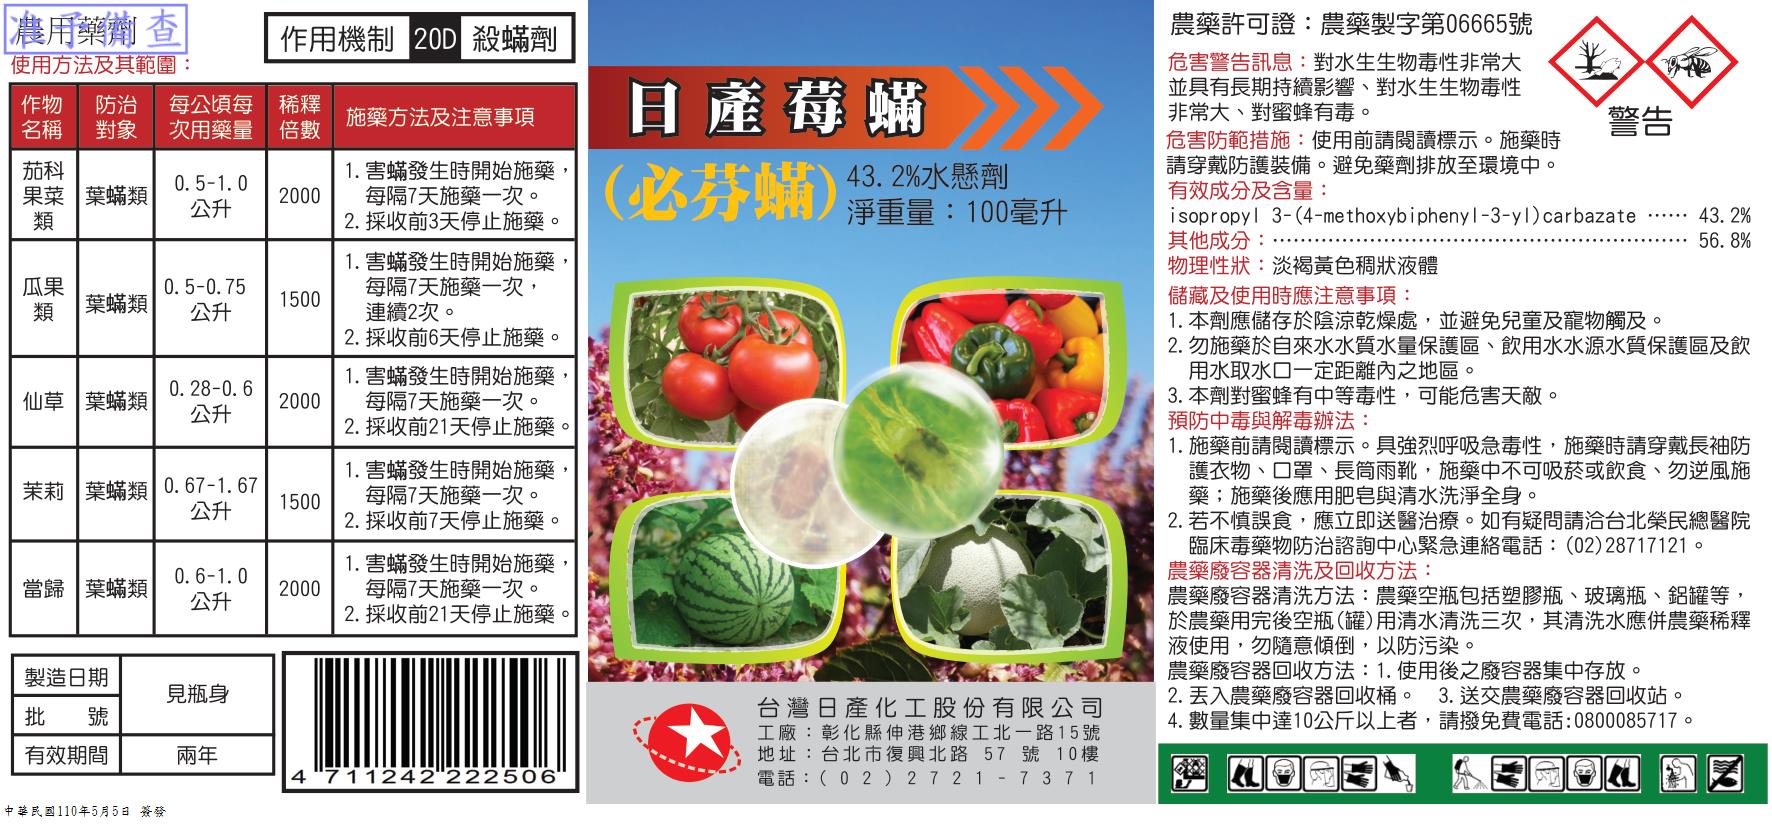 農用藥劑
准予備查
作用機制 20D 殺蟎劑
使用方法及其範圍：
作物名稱 防治對象 每公頃每次用藥量 稀釋倍數 施藥方法及注意事項
茄科果菜類 葉蟎類 0.5-1.0公升 2000
1.害蟎發生時開始施藥，
每隔7天施藥一次。
2.採收前3天停止施藥。
瓜果類 葉蟎類 0.5-0.75公升 1500
1.害蟎發生時開始施藥，
每隔7天施藥一次，
連續2次。
2.採收前6天停止施藥。
仙草 葉蟎類 0.28-0.6公升 2000
1.害蟎發生時開始施藥，
每隔7天施藥一次。
2.採收前21天停止施藥。
茉莉 葉蟎類 0.67-1.67公升 1500
1.害蟎發生時開始施藥，
每隔7天施藥一次。
2.採收前7天停止施藥。
當歸 葉蟎類 0.6-1.0公升 2000
1.害蟎發生時開始施藥，
每隔7天施藥一次。
2.採收前21天停止施藥。
製造日期
批 號
見瓶身
有效期間 兩年
4 711242 222506
中華民國110年5月5日 簽發
日產莓蟎
(必芬蟎)
43.2%水懸劑
淨重量：100毫升
台灣日產化工股份有限公司
工廠：彰化縣伸港鄉線工北一路15號
地址：台北市復興北路 57 號 10樓
電話：(02)2721-7371
農藥許可證：農藥製字第06665號
危害警告訊息：對水生生物毒性非常大
並具有長期持續影響、對水生生物毒性
非常大、對蜜蜂有毒。
警告
危害防範措施：使用前請閱讀標示。施藥時
請穿戴防護裝備。避免藥劑排放至環境中。
有效成分及含量：
isopropyl 3-(4-methoxybiphenyl-3-yl)carbazate …… 43.2%
其他成分：…………………………………………………… 56.8%
物理性狀：淡褐黃色稠狀液體
儲藏及使用時應注意事項：
1.本劑應儲存於陰涼乾燥處，並避免兒童及寵物觸及。
2.勿施藥於自來水水質水量保護區、飲用水水源水質保護區及飲
用水取水口一定距離內之地區。
3.本劑對蜜蜂有中等毒性，可能危害天敵。
預防中毒與解毒辦法：
1.施藥前請閱讀標示。具強烈呼吸急毒性，施藥時請穿戴長袖防
護衣物、口罩、長筒雨靴，施藥中不可吸菸或飲食、勿逆風施
藥；施藥後應用肥皂與清水洗淨全身。
2.若不慎誤食，應立即送醫治療。如有疑問請洽台北榮民總醫院
臨床毒藥物防治諮詢中心緊急連絡電話：(02)28717121。
農藥廢容器清洗及回收方法：
農藥廢容器清洗方法：農藥空瓶包括塑膠瓶、玻璃瓶、鋁罐等，
於農藥用完後空瓶(罐)用清水清洗三次，其清洗水應併農藥稀釋
液使用，勿隨意傾倒，以防污染。
農藥廢容器回收方法：1.使用後之廢容器集中存放。
2.丟入農藥廢容器回收桶。 3.送交農藥廢容器回收站。
4.數量集中達10公斤以上者，請撥免費電話:0800085717。